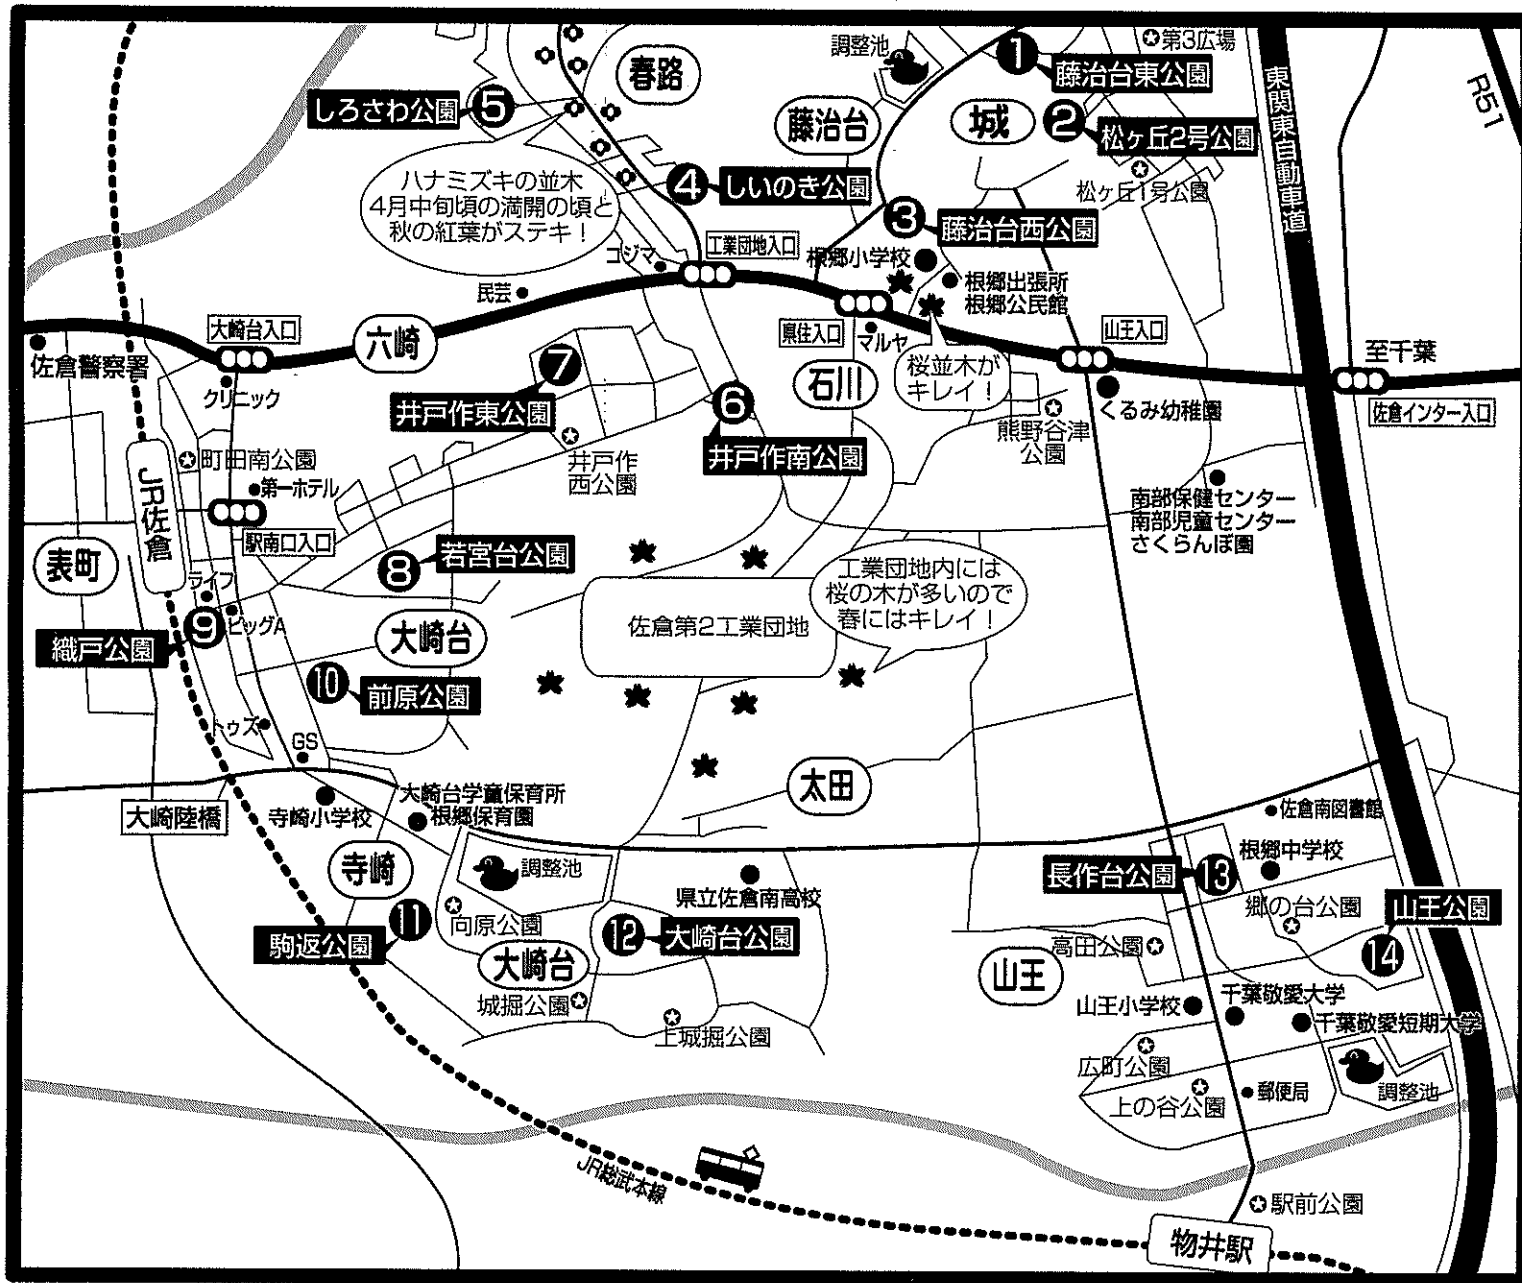 調整池
第3広場
①
藤治台東公園
春路
しろさわ公園
⑤
藤治台
城
②
松ヶ丘2号公園
東関東自動車道
R51
ハナミズキの並木
4月中旬頃の満開の頃と
秋の紅葉がステキ!
④
しいのき公園
松ヶ丘1号公園
③
藤治台西公園
コジマ
工業団地入口
根郷小学校
民芸
根郷出張所
根郷公民館
大崎台入口
六崎
県住入口
マルヤ
山王入口
至千葉
佐倉警察署
クリニック
⑦
井戸作東公園
⑥
井戸作南公園
石川
桜並木が
キレイ!
くるみ幼稚園
佐倉インター入口
熊野谷津
公園
町田南公園
井戸作
西公園
JR佐倉
第一ホテル
駅南口入口
南部保健センター
南部児童センター
さくらんぼ園
表町
⑧
若宮台公園
工業団地内には
桜の木が多いので
春にはキレイ!
ライフ
⑨
ビッグA
織戸公園
大崎台
佐倉第2工業団地
⑩
前原公園
トゥズ
GS
太田
大崎陸橋
寺崎小学校
大崎台学童保育所
根郷保育園
佐倉南図書館
寺崎
調整池
県立佐倉南高校
長作台公園
⑬
根郷中学校
向原公園
⑪
駒返公園
⑫
大崎台公園
郷の台公園
山王公園
⑭
大崎台
高田公園
山王
城掘公園
上城掘公園
山王小学校
千葉敬愛大学
千葉敬愛短期大学
広町公園
上の谷公園
郵便局
調整池
JR総武本線
駅前公園
物井駅